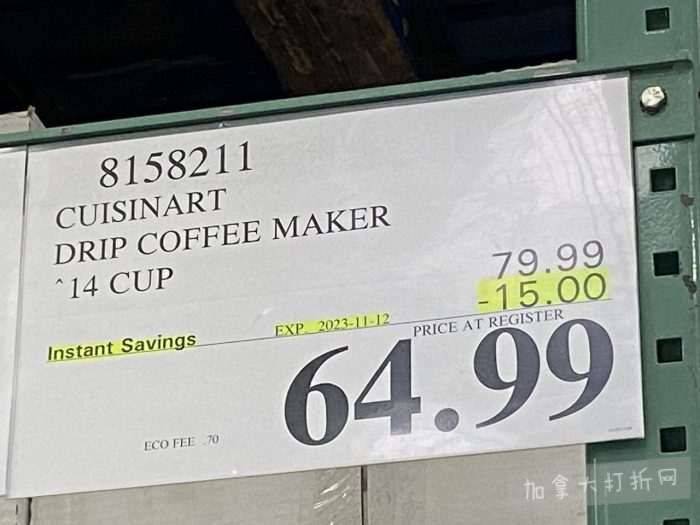 8158211
CUISINART
DRIP COFFEE MAKER
^14 CUP
79.99
-15.00
Instant Savings
EXP. 2023-11-12
PRICE AT REGISTER
64.99
ECO FEE .70
加拿大打折网